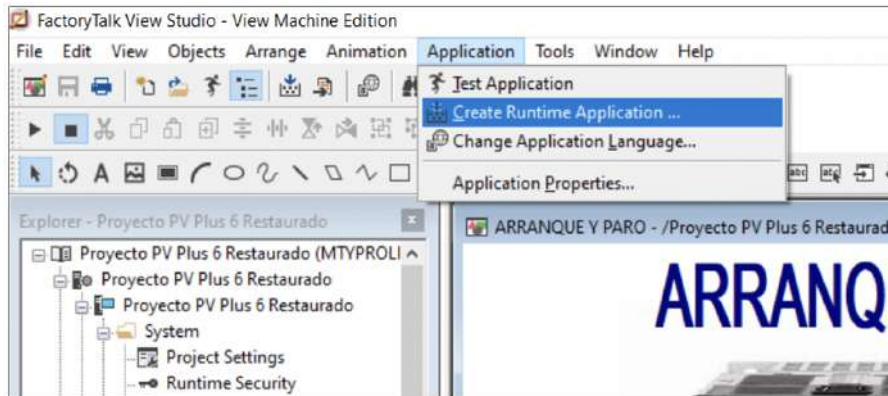 FactoryTalk View Studio - View Machine Edition
File Edit View Objects Arrange Animation Application Tools Window Help
Test Application
Create Runtime Application ...
Change Application Language...
Application Properties...
Explorer - Proyecto PV Plus 6 Restaurado
ARRANQUE Y PARO - /Proyecto PV Plus 6 Restaurad
Proyecto PV Plus 6 Restaurado (MTYPROLI
Proyecto PV Plus 6 Restaurado
Proyecto PV Plus 6 Restaurado
System
Project Settings
Runtime Security
ARRANQ